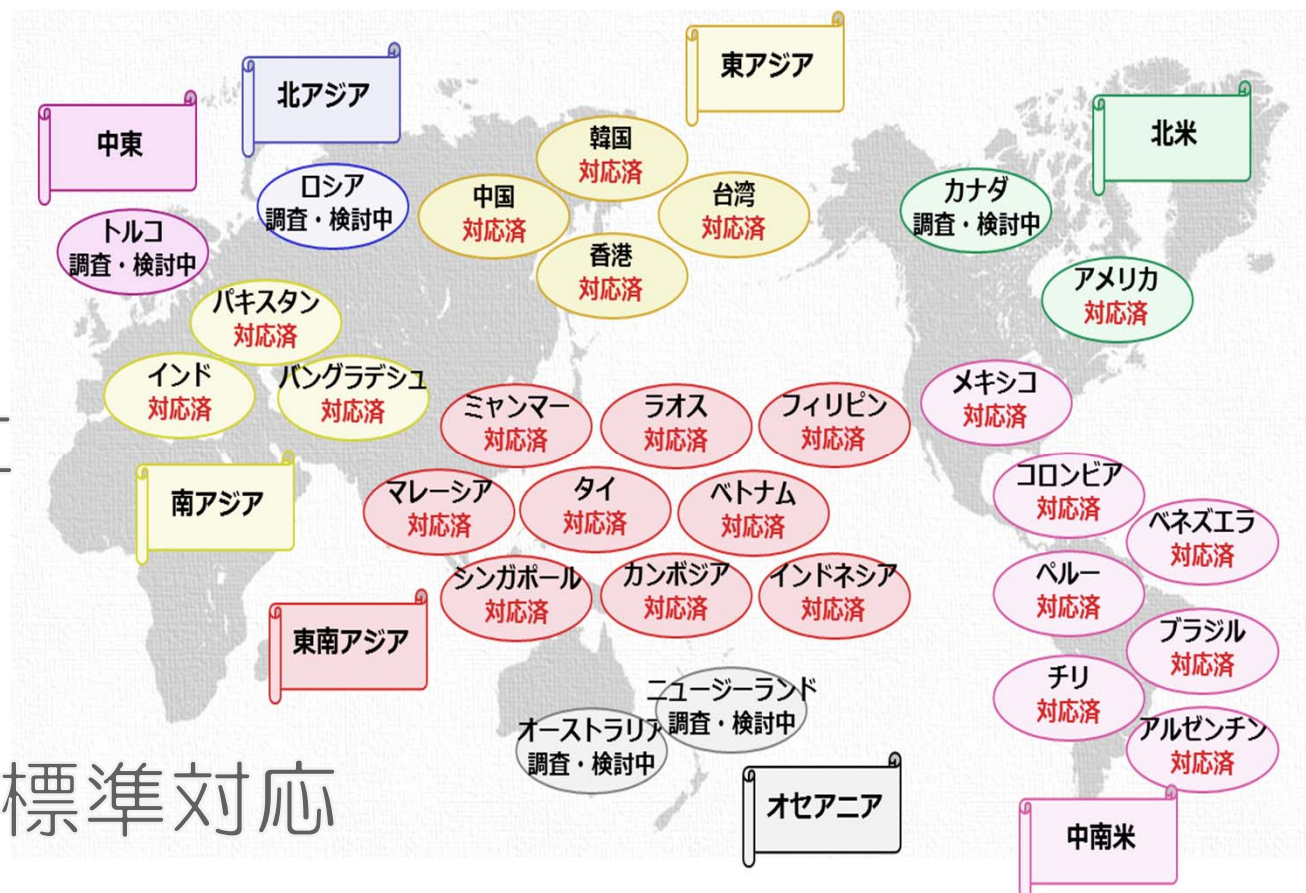 東アジア
北アジア
中東
北米
韓国
対応済
ロシア
調査・検討中
中国
対応済
台湾
対応済
カナダ
調査・検討中
トルコ
調査・検討中
香港
対応済
アメリカ
対応済
パキスタン
対応済
インド
対応済
バングラデシュ
対応済
メキシコ
対応済
ミャンマー
対応済
ラオス
対応済
フィリピン
対応済
南アジア
マレーシア
対応済
タイ
対応済
ベトナム
対応済
コロンビア
対応済
ベネズエラ
対応済
シンガポール
対応済
カンボジア
対応済
インドネシア
対応済
ペルー
対応済
東南アジア
ブラジル
対応済
チリ
対応済
ニュージーランド
調査・検討中
オーストラリア
調査・検討中
アルゼンチン
対応済
標準対応
オセアニア
中南米